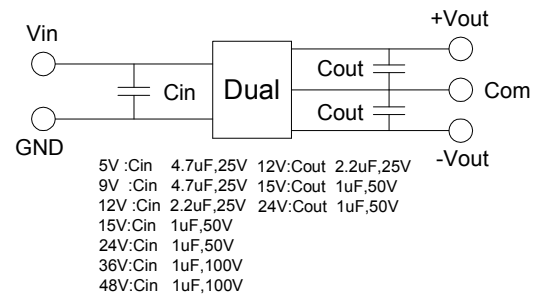 +Vout
Vin
Cout
Cin
Dual
Com
Cout
GND
-Vout
5V :Cin 4.7uF,25V 12V:Cout 2.2uF,25V
9V :Cin 4.7uF,25V 15V:Cout 1uF,50V
12V :Cin 2.2uF,25V 24V:Cout 1uF,50V
15V:Cin 1uF,50V
24V:Cin 1uF,50V
36V:Cin 1uF,100V
48V:Cin 1uF,100V